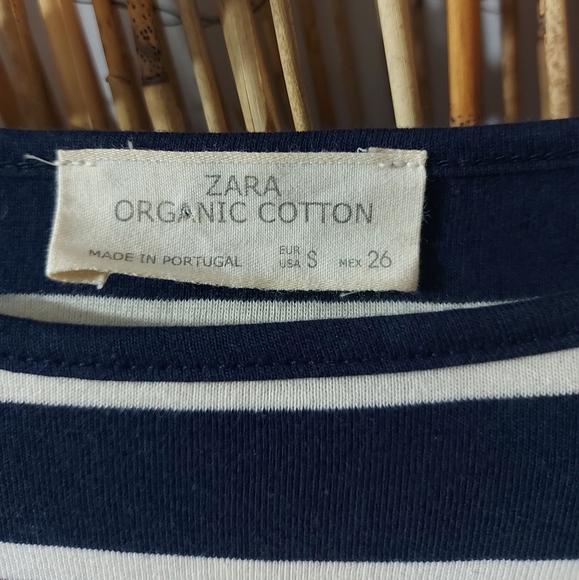 ZARA
ORGANIC COTTON
MADE IN PORTUGAL EUR USA S MEX 26